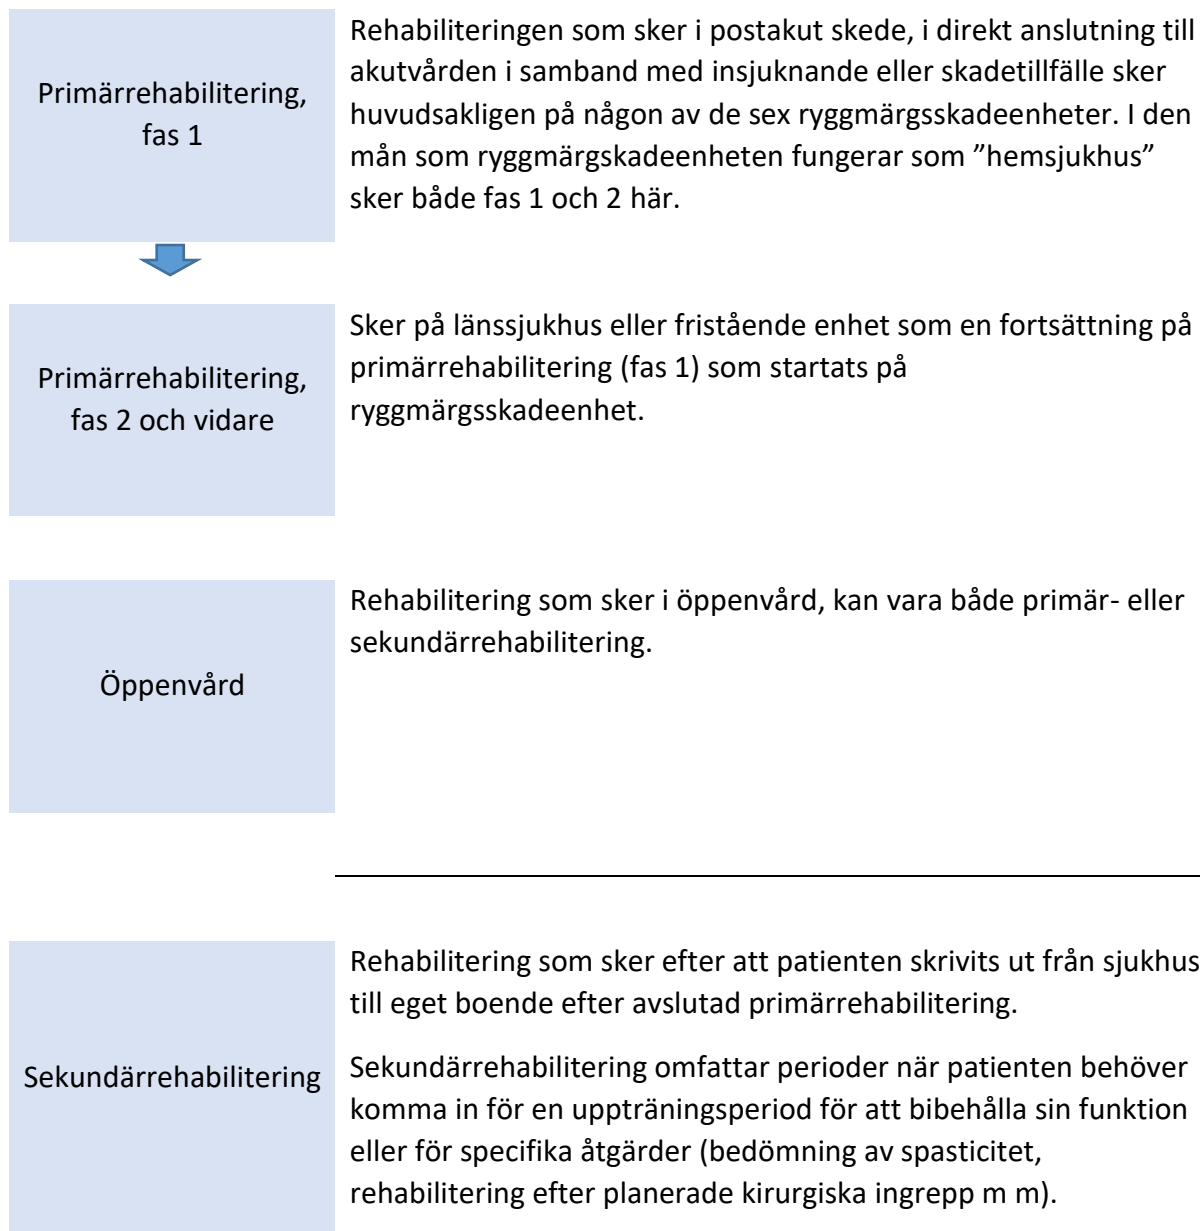 Primärrehabilitering,
fas 1
Rehabiliteringen som sker i postakut skede, i direkt anslutning till
akutvården i samband med insjuknande eller skadetillfälle sker
huvudsakligen på någon av de sex ryggmärgsskadeenheter. I den
mån som ryggmärgskadeenheten fungerar som ”hemsjukhus”
sker både fas 1 och 2 här.
Primärrehabilitering,
fas 2 och vidare
Sker på länssjukhus eller fristående enhet som en fortsättning på
primärrehabilitering (fas 1) som startats på
ryggmärgsskadeenhet.
Öppenvård
Rehabilitering som sker i öppenvård, kan vara både primär- eller
sekundärrehabilitering.
Sekundärrehabilitering
Rehabilitering som sker efter att patienten skrivits ut från sjukhus
till eget boende efter avslutad primärrehabilitering.
Sekundärrehabilitering omfattar perioder när patienten behöver
komma in för en uppträningsperiod för att bibehålla sin funktion
eller för specifika åtgärder (bedömning av spasticitet,
rehabilitering efter planerade kirurgiska ingrepp m m).